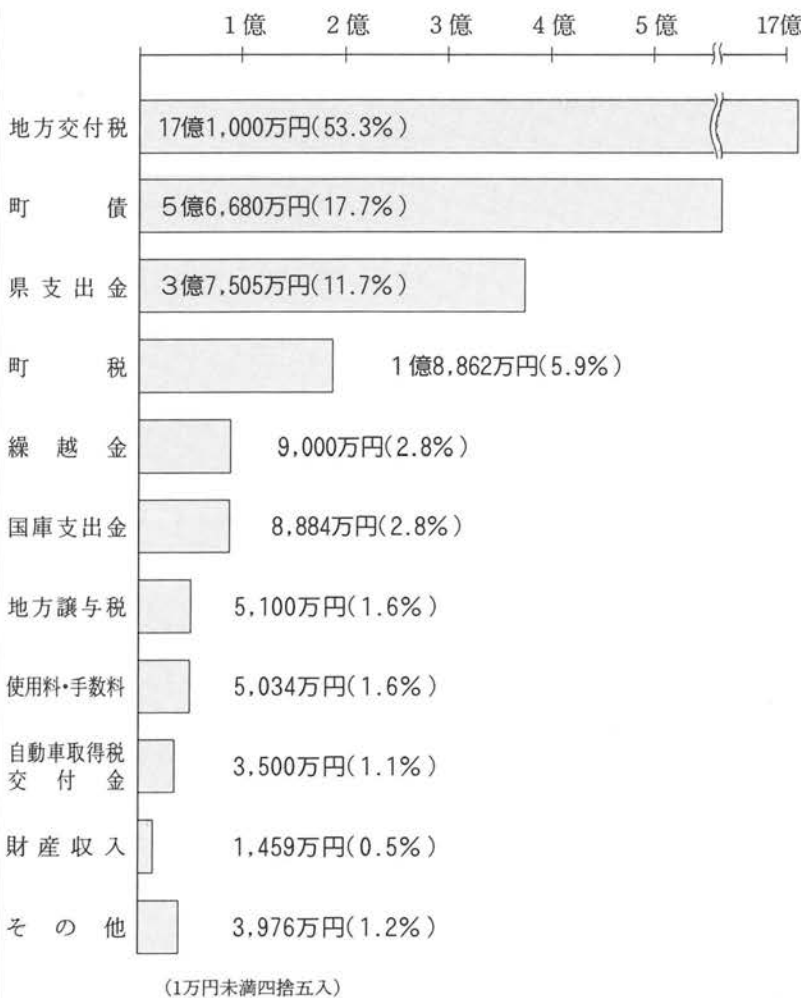 1億 2億 3億 4億 5億 17億
地方交付税 17億1,000万円(53.3%)
町債 5億6,680万円(17.7%)
県支出金 3億7,505万円(11.7%)
町税 1億8,862万円(5.9%)
繰越金 9,000万円(2.8%)
国庫支出金 8,884万円(2.8%)
地方譲与税 5,100万円(1.6%)
使用料・手数料 5,034万円(1.6%)
自動車取得税
交付金 3,500万円(1.1%)
財産収入 1,459万円(0.5%)
その他 3,976万円(1.2%)
(1万円未満四捨五入)